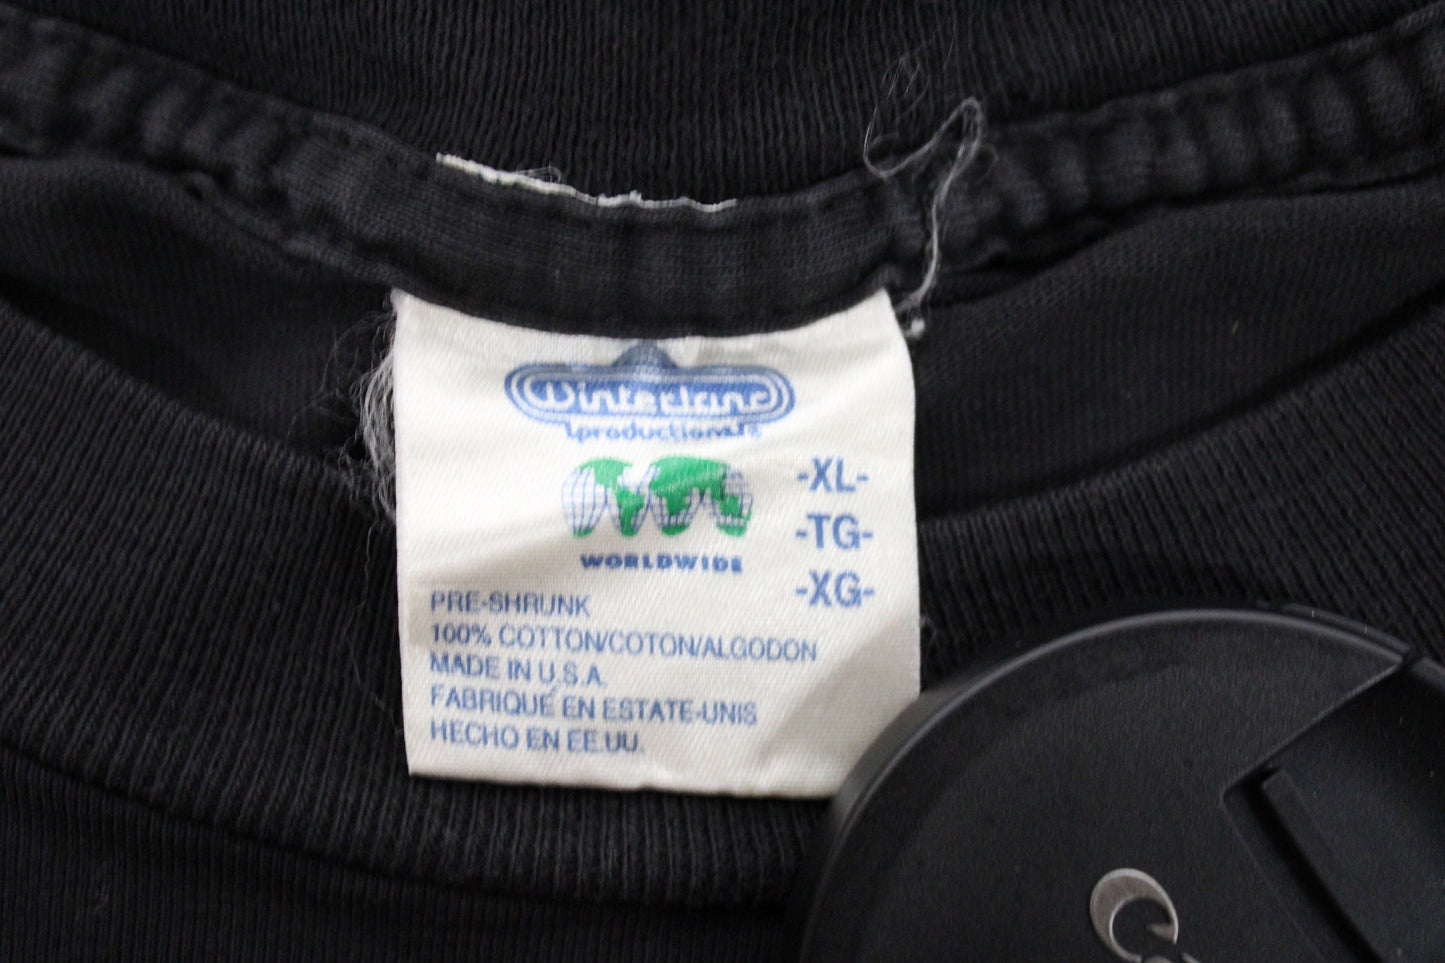 Winterland
productions
WORLDWIDE
-XL-
-TG-
-XG-
PRE-SHRUNK
100% COTTON/COTON/ALGODON
MADE IN U.S.A.
FABRIQUÉ EN ESTATE-UNIS
HECHO EN EE.UU.